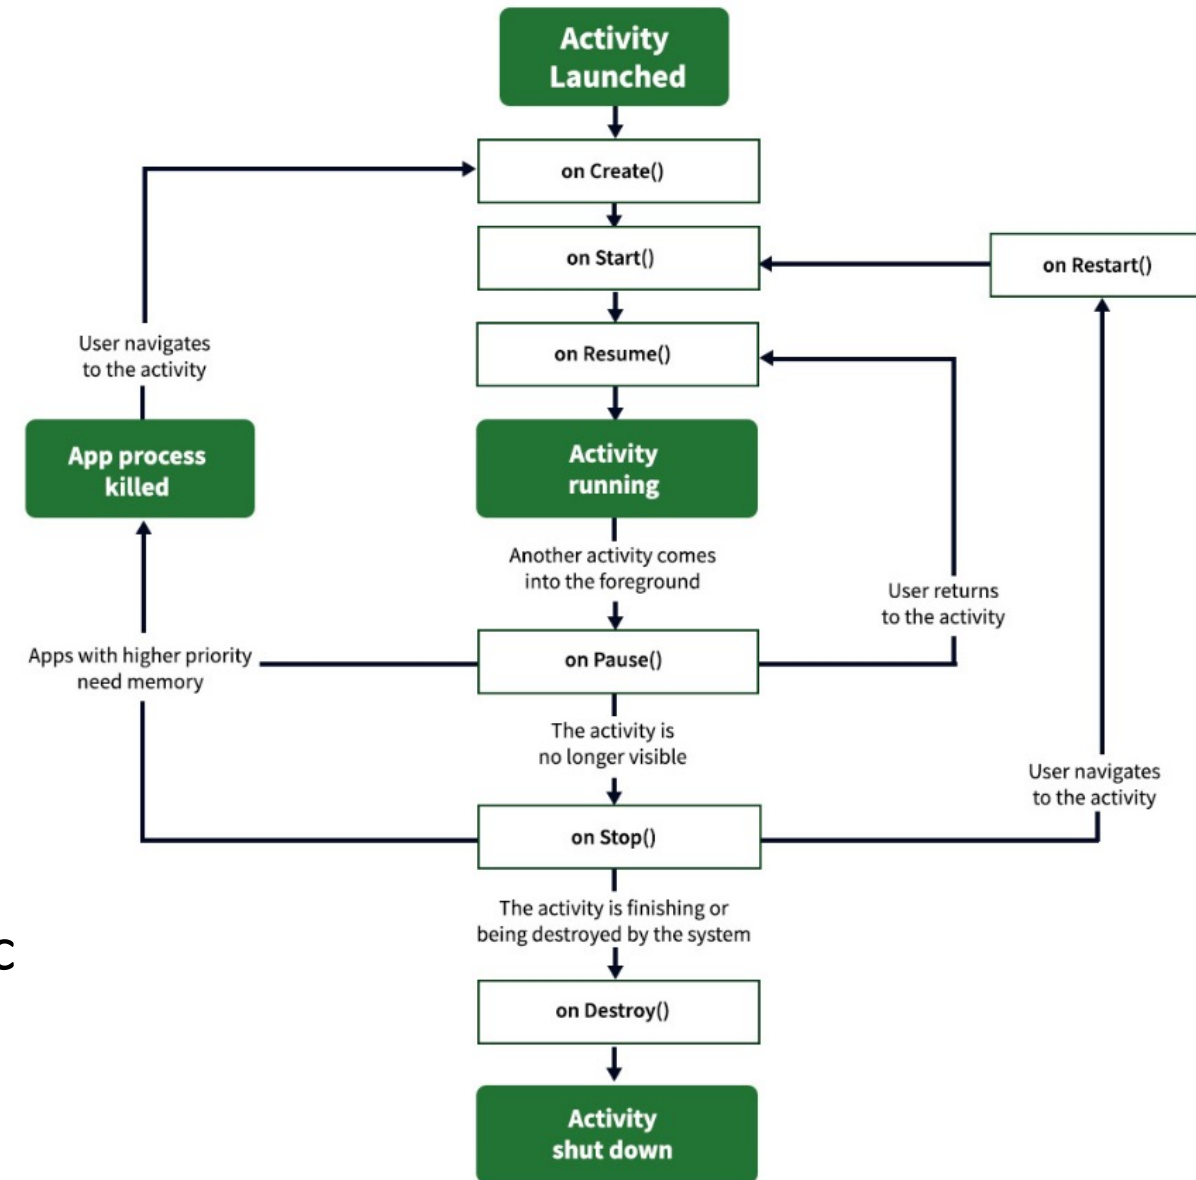 Activity
Launched
on Create()
on Start()
on Restart()
on Resume()
User navigates
to the activity
App process
killed
Activity
running
Another activity comes
into the foreground
User returns
to the activity
Apps with higher priority
need memory
on Pause()
The activity is
no longer visible
User navigates
to the activity
on Stop()
The activity is finishing or
being destroyed by the system
c
on Destroy()
Activity
shut down